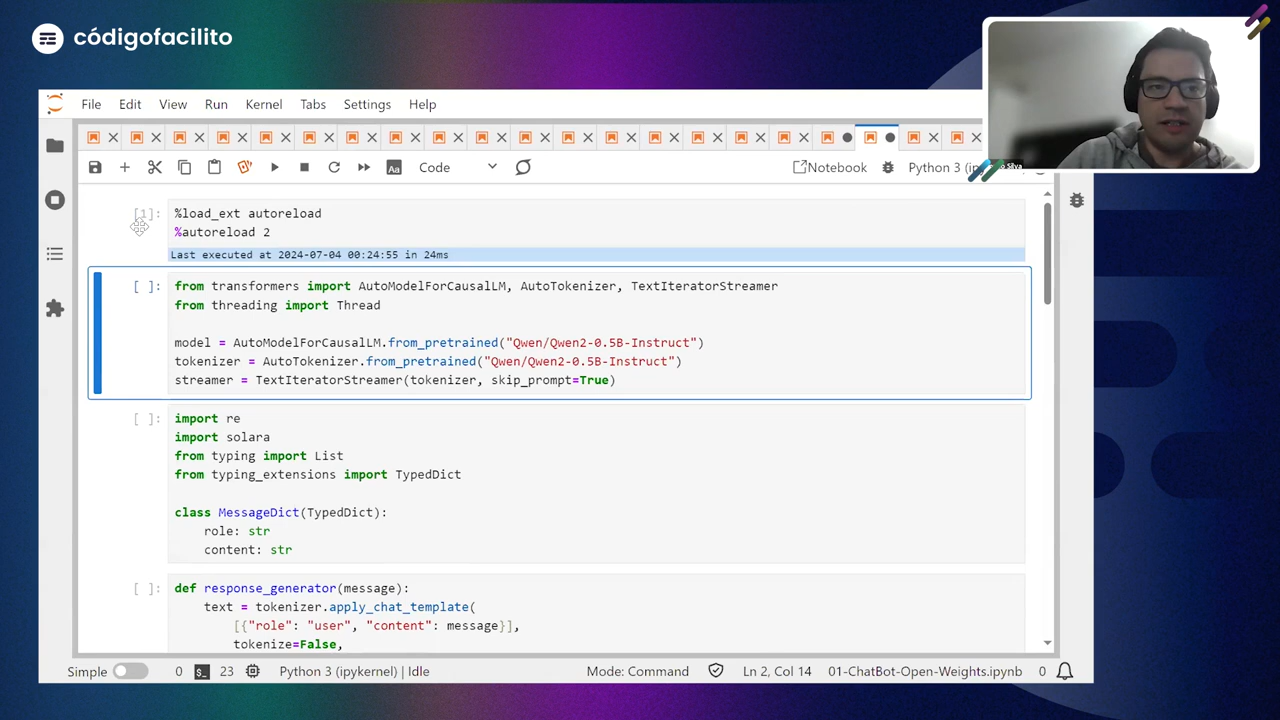 códigofacilito
File Edit View Run Kernel Tabs Settings Help
Code
Notebook
Python 3 (ip
Silva
[1]:
%load_ext autoreload
%autoreload 2
Last executed at 2024-07-04 00:24:55 in 24ms
[ ]:
from transformers import AutoModelForCausalLM, AutoTokenizer, TextIteratorStreamer
from threading import Thread
model = AutoModelForCausalLM.from_pretrained("Qwen/Qwen2-0.5B-Instruct")
tokenizer = AutoTokenizer.from_pretrained("Qwen/Qwen2-0.5B-Instruct")
streamer = TextIteratorStreamer(tokenizer, skip_prompt=True)
[ ]:
import re
import solara
from typing import List
from typing_extensions import TypedDict
class MessageDict(TypedDict):
role: str
content: str
[ ]:
def response_generator(message):
text = tokenizer.apply_chat_template(
[{"role": "user", "content": message}],
tokenize=False,
Simple 0 23 Python 3 (ipykernel) | Idle Mode: Command Ln 2, Col 14 01-ChatBot-Open-Weights.ipynb 0